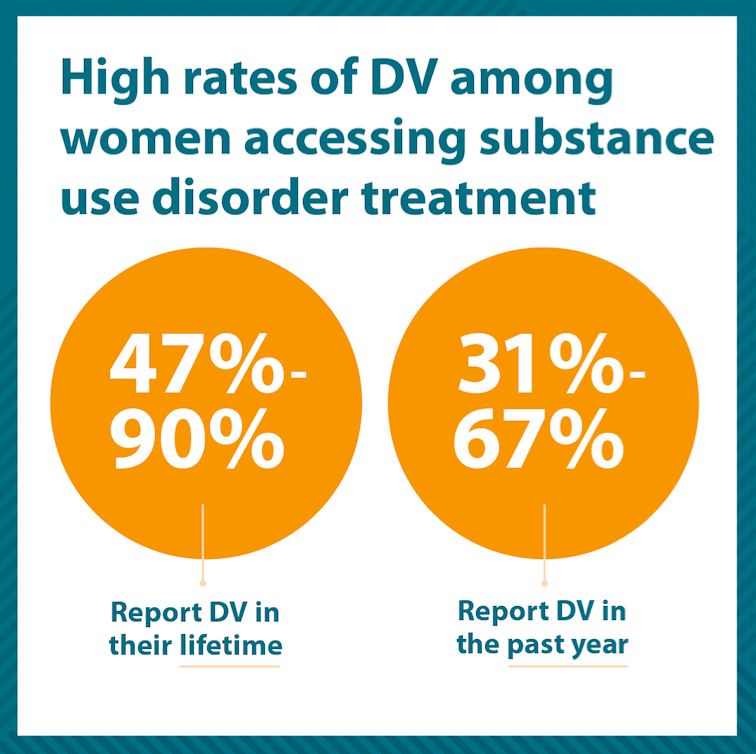 High rates of DV among
women accessing substance
use disorder treatment
47%-
90%
Report DV in
their lifetime
31%-
67%
Report DV in
the past year